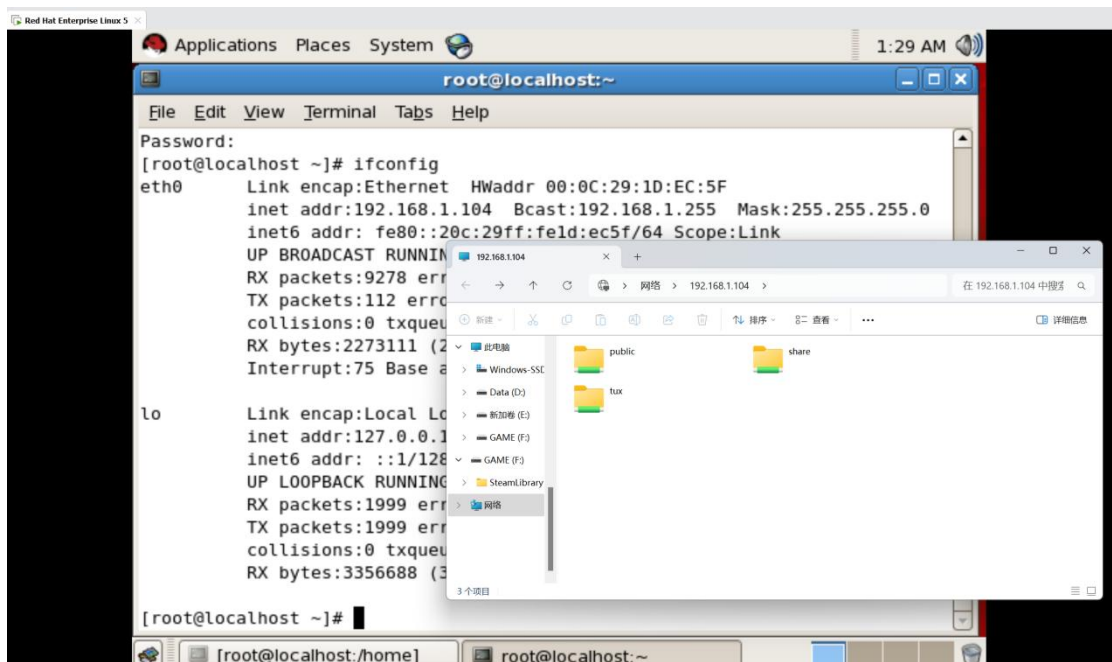 Red Hat Enterprise Linux 5
Applications Places System 1:29 AM
root@localhost:~
File Edit View Terminal Tabs Help
Password:
[root@localhost ~]# ifconfig
eth0 Link encap:Ethernet HWaddr 00:0C:29:1D:EC:5F
inet addr:192.168.1.104 Bcast:192.168.1.255 Mask:255.255.255.0
inet6 addr: fe80::20c:29ff:fe1d:ec5f/64 Scope:Link
UP BROADCAST RUNNIN
RX packets:9278 err
TX packets:112 erro
collisions:0 txqueu
RX bytes:2273111 (2
Interrupt:75 Base a
lo Link encap:Local Lo
inet addr:127.0.0.1
inet6 addr: ::1/128
UP LOOPBACK RUNNING
RX packets:1999 err
TX packets:1999 err
collisions:0 txqueu
RX bytes:3356688 (3
[root@localhost ~]#
192.168.1.104
网络 192.168.1.104 在 192.168.1.104 中搜索
新建 排序 查看 ... 详细信息
此电脑
Windows-SSD
Data (D:)
新加卷 (E:)
GAME (F:)
GAME (F:)
SteamLibrary
网络
public share
tux
3 个项目
[root@localhost:/home] root@localhost:~